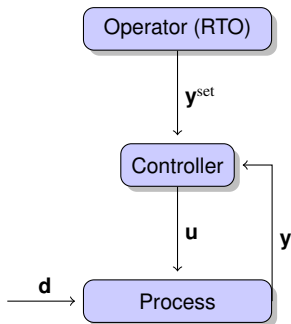 Operator (RTO)
y^set
Controller
u
y
d
Process